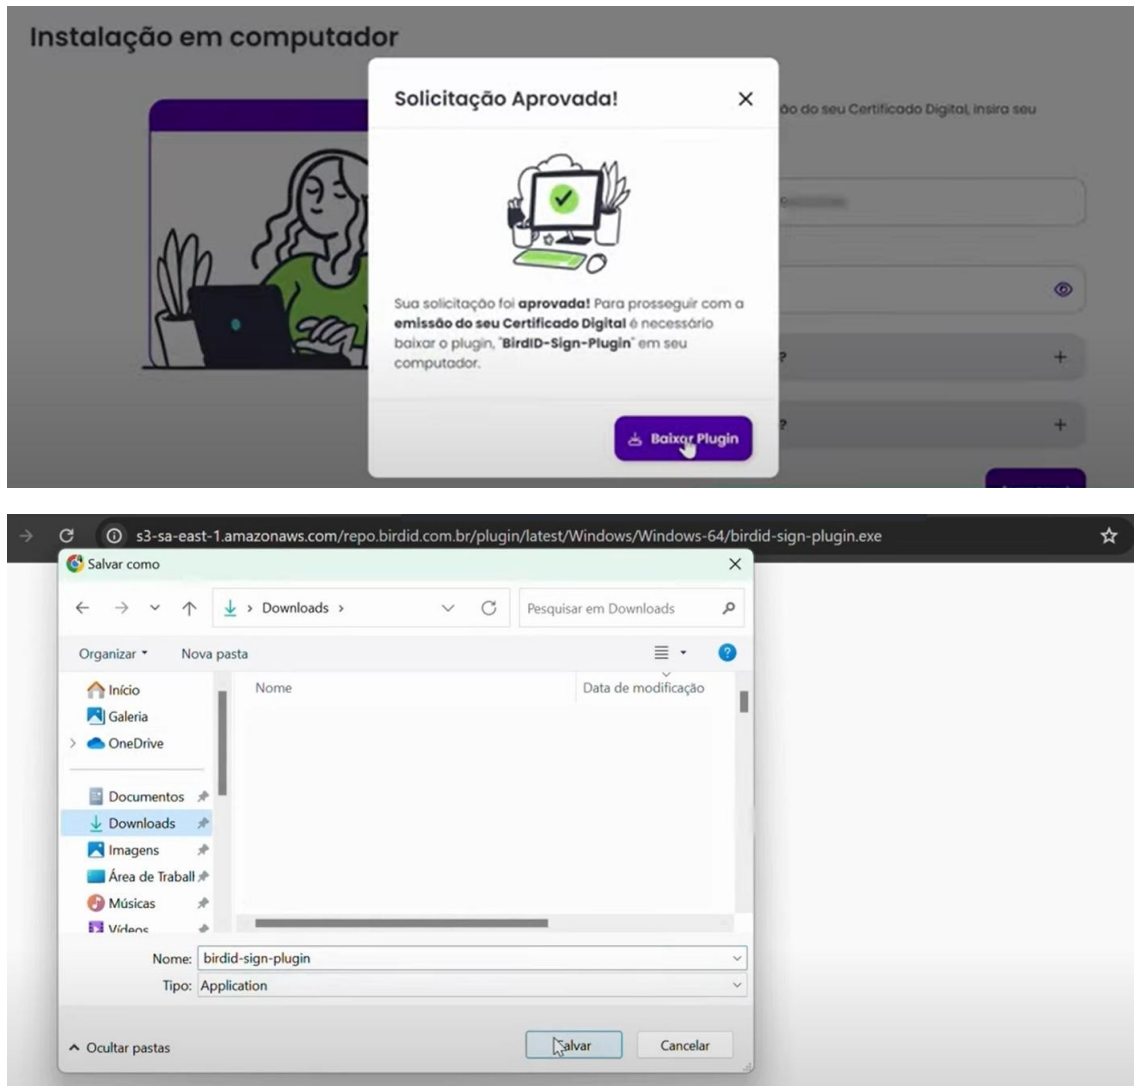 Instalação em computador
Solicitação Aprovada!
ão do seu Certificado Digital, insira seu
Sua solicitação foi aprovada! Para prosseguir com a
emissão do seu Certificado Digital é necessário
baixar o plugin, "BirdID-Sign-Plugin" em seu
computador.
?
?
Baixar Plugin
s3-sa-east-1.amazonaws.com/repo.birdid.com.br/plugin/latest/Windows/Windows-64/birdid-sign-plugin.exe
Salvar como
Downloads
Pesquisar em Downloads
Organizar
Nova pasta
Nome
Data de modificação
Início
Galeria
OneDrive
Documentos
Downloads
Imagens
Área de Traball
Músicas
Vídeos
Nome: birdid-sign-plugin
Tipo: Application
Ocultar pastas
Salvar
Cancelar